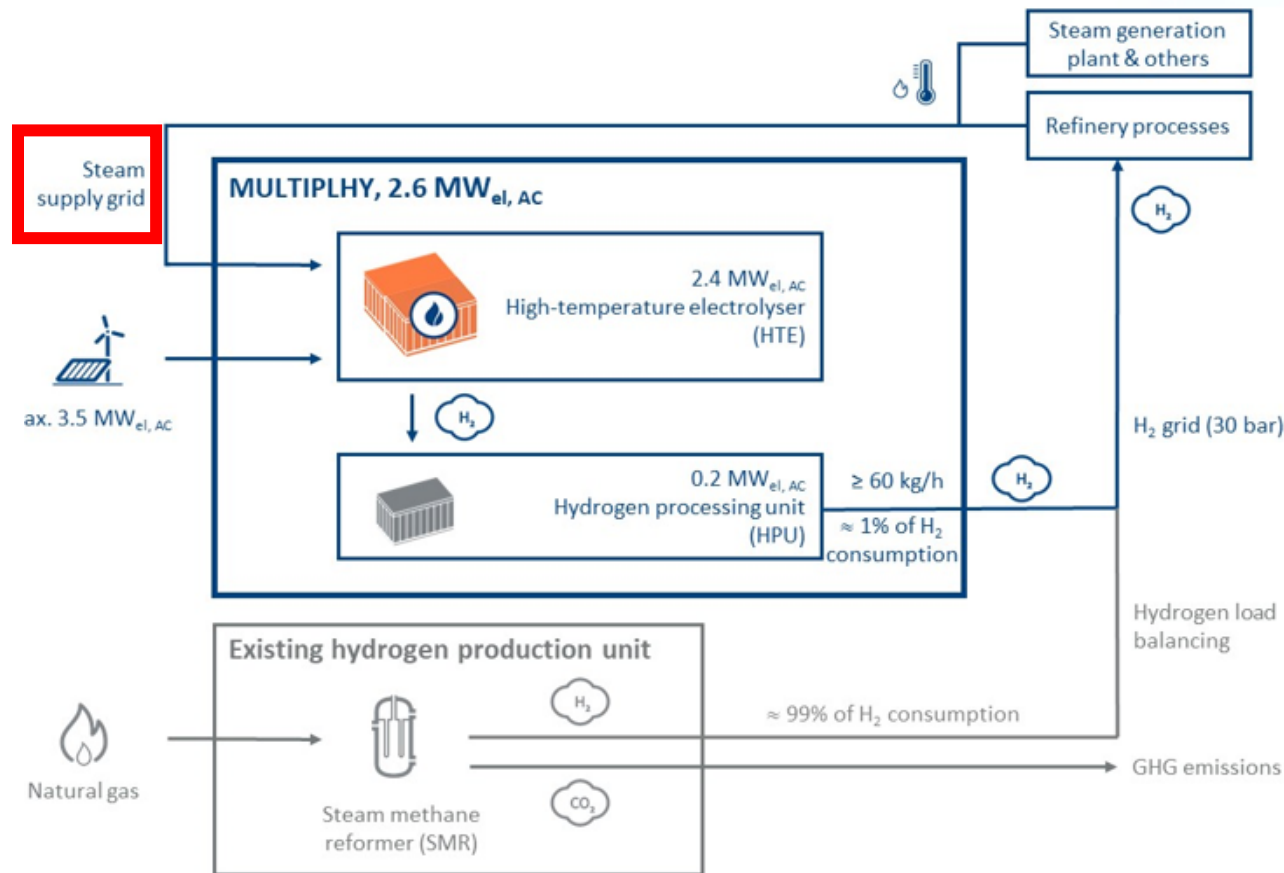 Steam generation
plant & others
Refinery processes
Steam
supply grid
MULTIPLHY, 2.6 MWel, AC
H₂
2.4 MWel, AC
High-temperature electrolyser
(HTE)
ax. 3.5 MWel, AC
H₂
H₂ grid (30 bar)
0.2 MWel, AC
Hydrogen processing unit
(HPU)
≥ 60 kg/h
≈ 1% of H₂
consumption
H₂
Hydrogen load
balancing
Existing hydrogen production unit
H₂
≈ 99% of H₂ consumption
Natural gas
GHG emissions
CO₂
Steam methane
reformer (SMR)